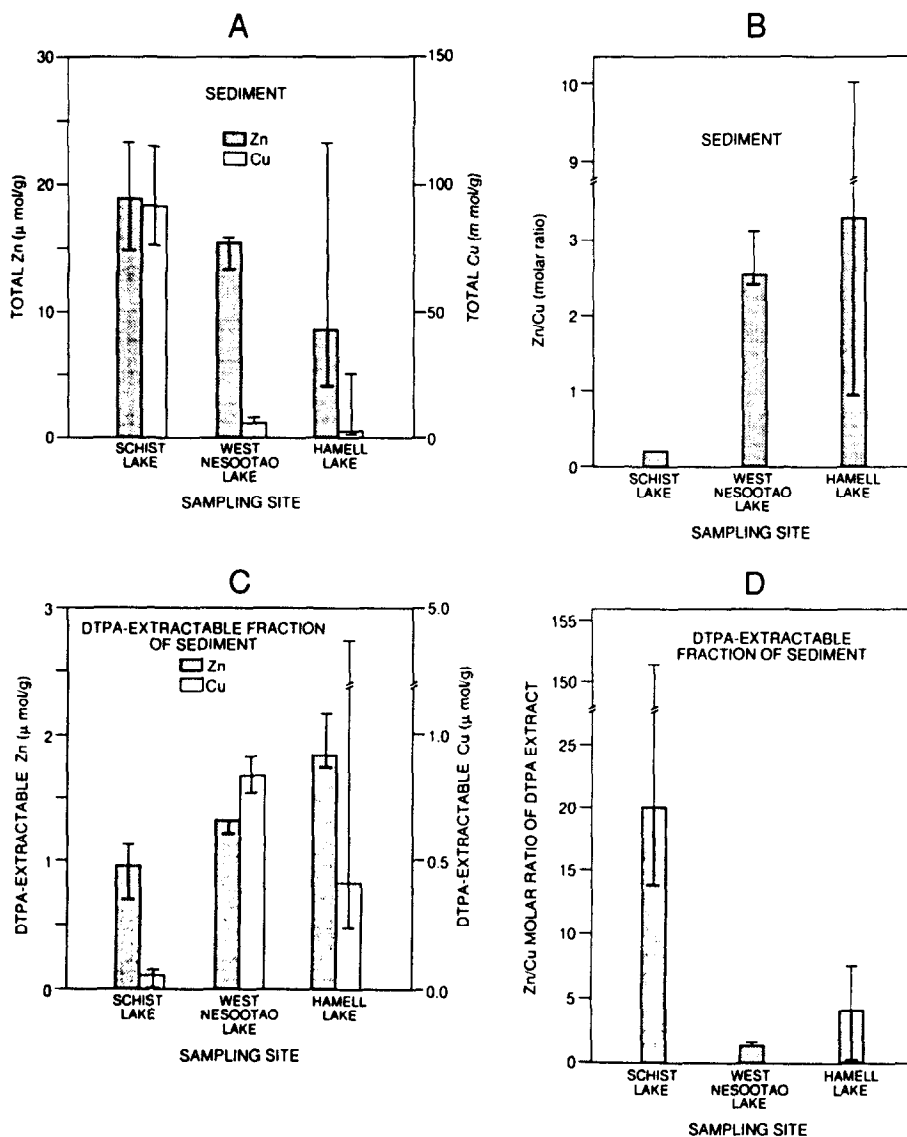 A
TOTAL Zn (μ mol/g)
30
20
10
0
SEDIMENT
Zn
Cu
150
100
50
0
TOTAL Cu (m mol/g)
SCHIST
LAKE
WEST
NESOOTAO
LAKE
HAMELL
LAKE
SAMPLING SITE
B
Zn/Cu (molar ratio)
10
9
3
2
1
0
SEDIMENT
SCHIST
LAKE
WEST
NESOOTAO
LAKE
HAMELL
LAKE
SAMPLING SITE
C
DTPA-EXTRACTABLE Zn (μ mol/g)
3
2
1
0
DTPA-EXTRACTABLE FRACTION
OF SEDIMENT
Zn
Cu
5.0
1.0
0.5
0.0
DTPA-EXTRACTABLE Cu (μ mol/g)
SCHIST
LAKE
WEST
NESOOTAO
LAKE
HAMELL
LAKE
SAMPLING SITE
D
Zn/Cu MOLAR RATIO OF DTPA EXTRACT
155
150
25
20
15
10
5
0
DTPA-EXTRACTABLE
FRACTION OF SEDIMENT
SCHIST
LAKE
WEST
NESOOTAO
LAKE
HAMELL
LAKE
SAMPLING SITE